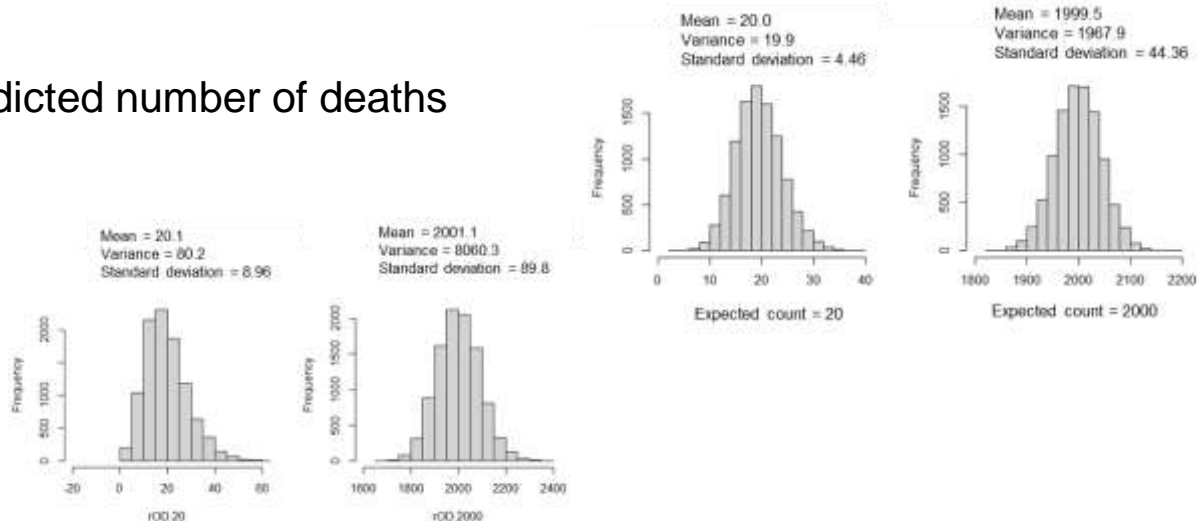 dicted number of deaths
Mean = 20.0
Variance = 19.9
Standard deviation = 4.46
Frequency
0 500 1000 1500
0 10 20 30 40
Expected count = 20
Mean = 1999.5
Variance = 1967.9
Standard deviation = 44.36
Frequency
0 500 1000 1500
1800 1900 2000 2100 2200
Expected count = 2000
Mean = 20.1
Variance = 80.2
Standard deviation = 8.96
Frequency
0 500 1000 2000
-20 0 20 40 60
rOD.20
Mean = 2001.1
Variance = 8060.3
Standard deviation = 89.8
Frequency
0 500 1000 1500 2000
1600 1800 2000 2200 2400
rOD.2000